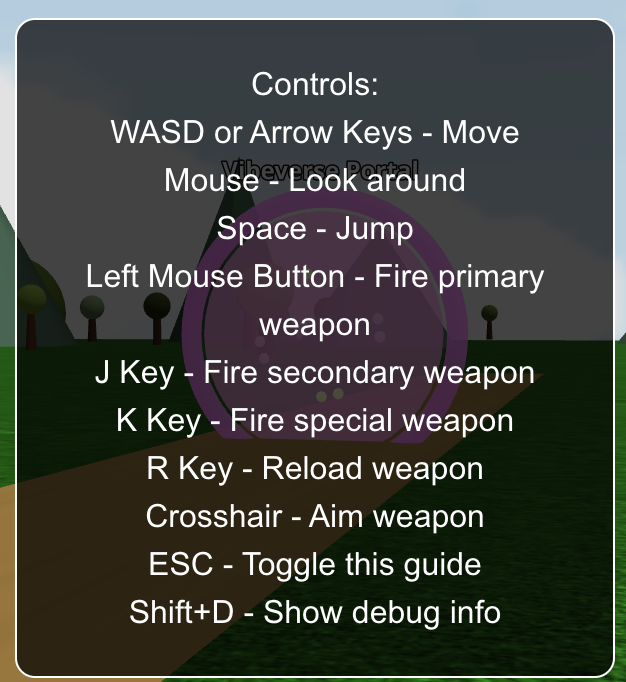 Controls:
WASD or Arrow Keys - Move
Vibeverse Portal
Mouse - Look around
Space - Jump
Left Mouse Button - Fire primary
weapon
J Key - Fire secondary weapon
K Key - Fire special weapon
R Key - Reload weapon
Crosshair - Aim weapon
ESC - Toggle this guide
Shift+D - Show debug info